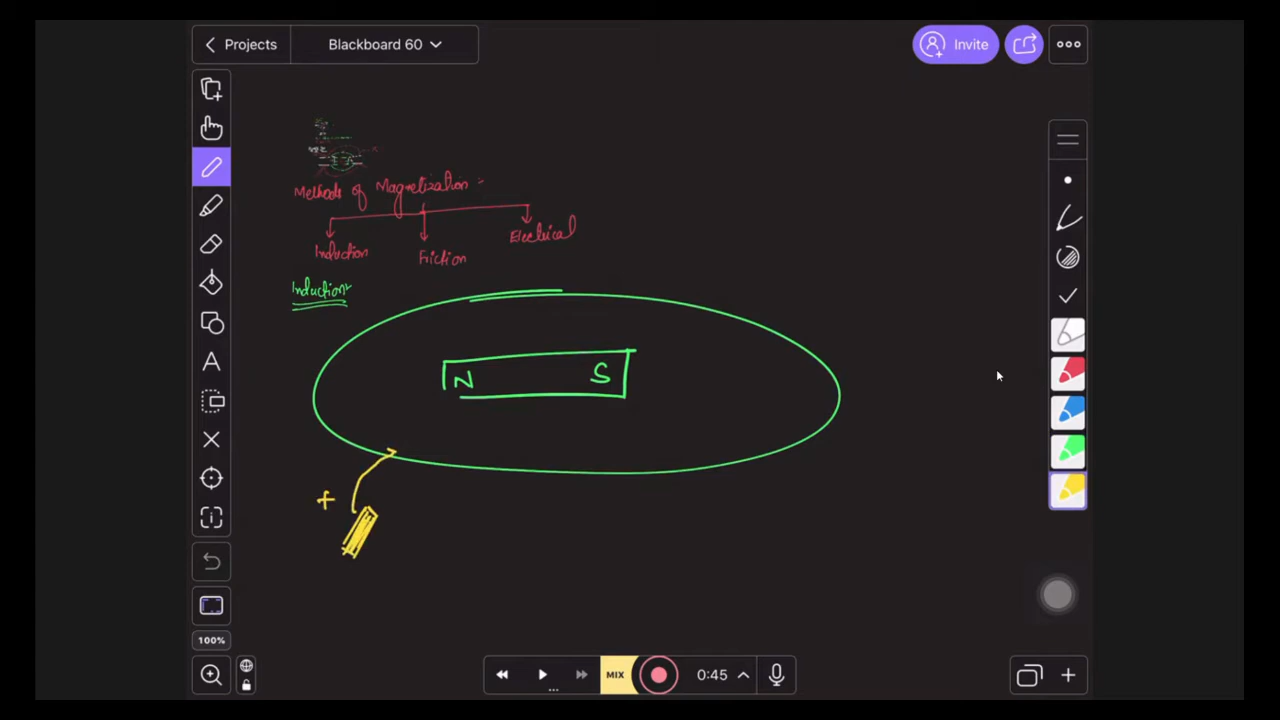 Projects
Blackboard 60
Invite
Methods of Magnetization :-
Induction
Friction
Electrical
Induction:-
N
S
+
A
100%
MIX
0:45